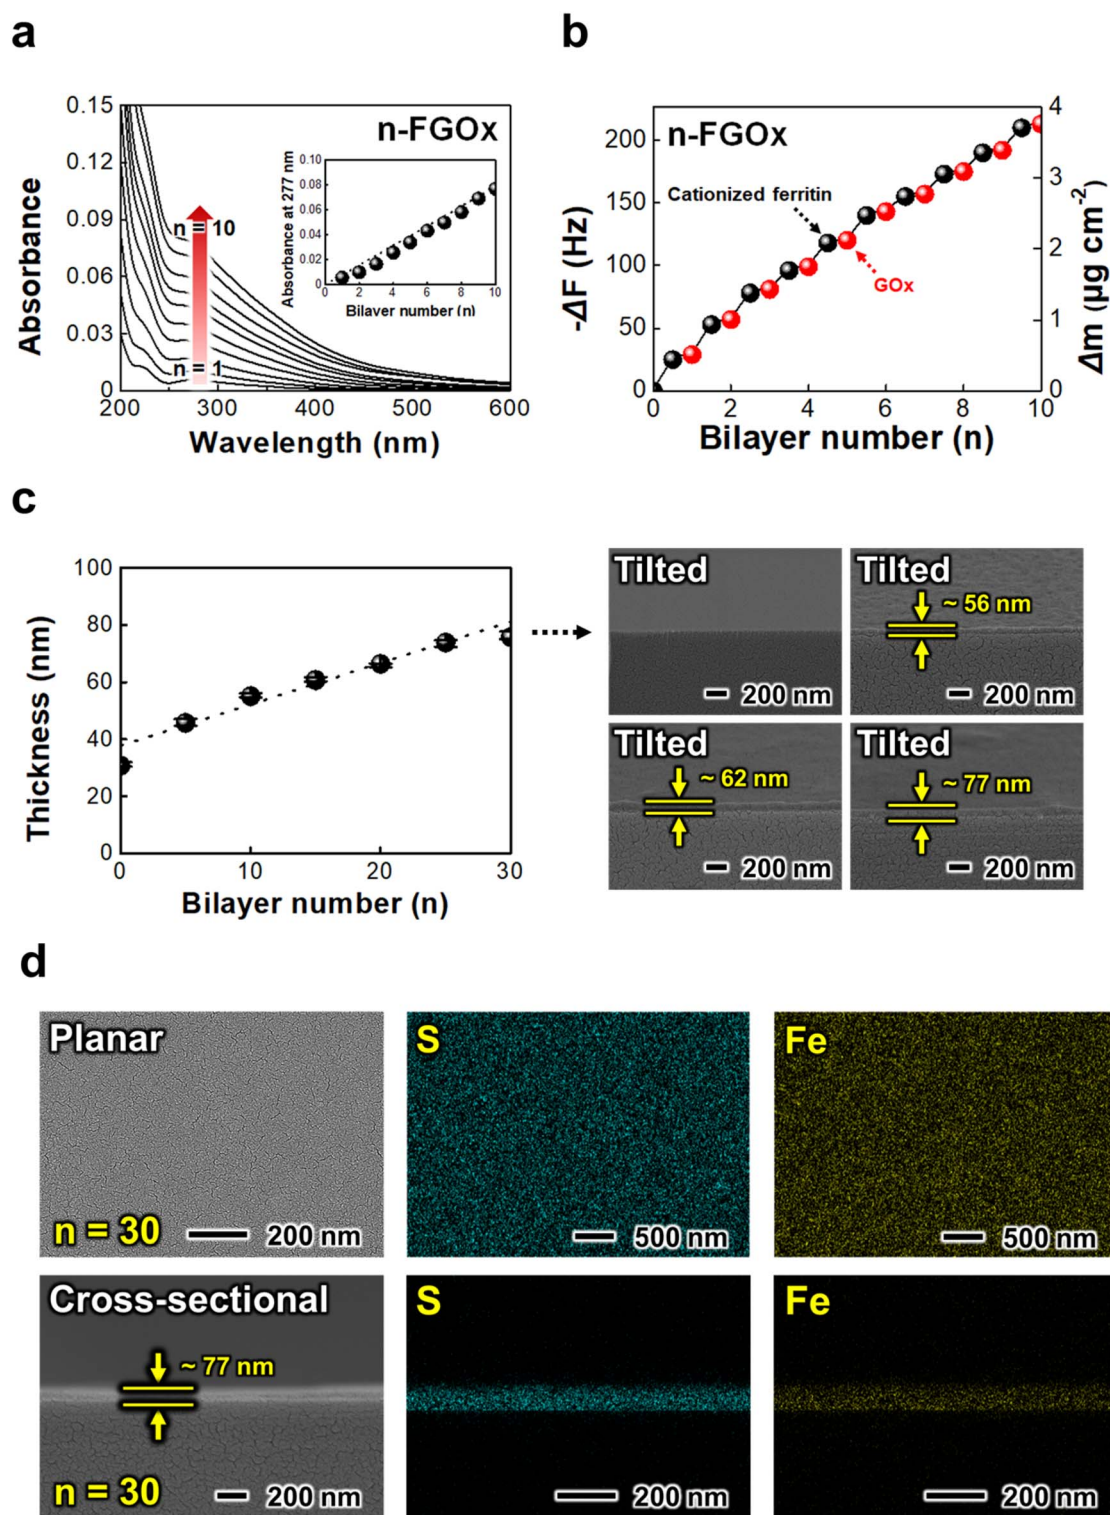 a
0.15
0.12
0.09
0.06
0.03
0
Absorbance
n-FGOx
n = 10
n = 1
200
300
400
500
600
Wavelength (nm)
0.10
0.08
0.06
0.04
0.02
0.00
Absorbance at 277 nm
0
2
4
6
8
10
Bilayer number (n)
b
200
150
100
50
0
-ΔF (Hz)
n-FGOx
Cationized ferritin
GOx
4
3
2
1
0
Δm (µg cm-2)
0
2
4
6
8
10
Bilayer number (n)
c
100
80
60
40
20
0
Thickness (nm)
0
10
20
30
Bilayer number (n)
Tilted
200 nm
Tilted
~ 56 nm
200 nm
Tilted
~ 62 nm
200 nm
Tilted
~ 77 nm
200 nm
d
Planar
n = 30
200 nm
S
500 nm
Fe
500 nm
Cross-sectional
~ 77 nm
n = 30
200 nm
S
200 nm
Fe
200 nm